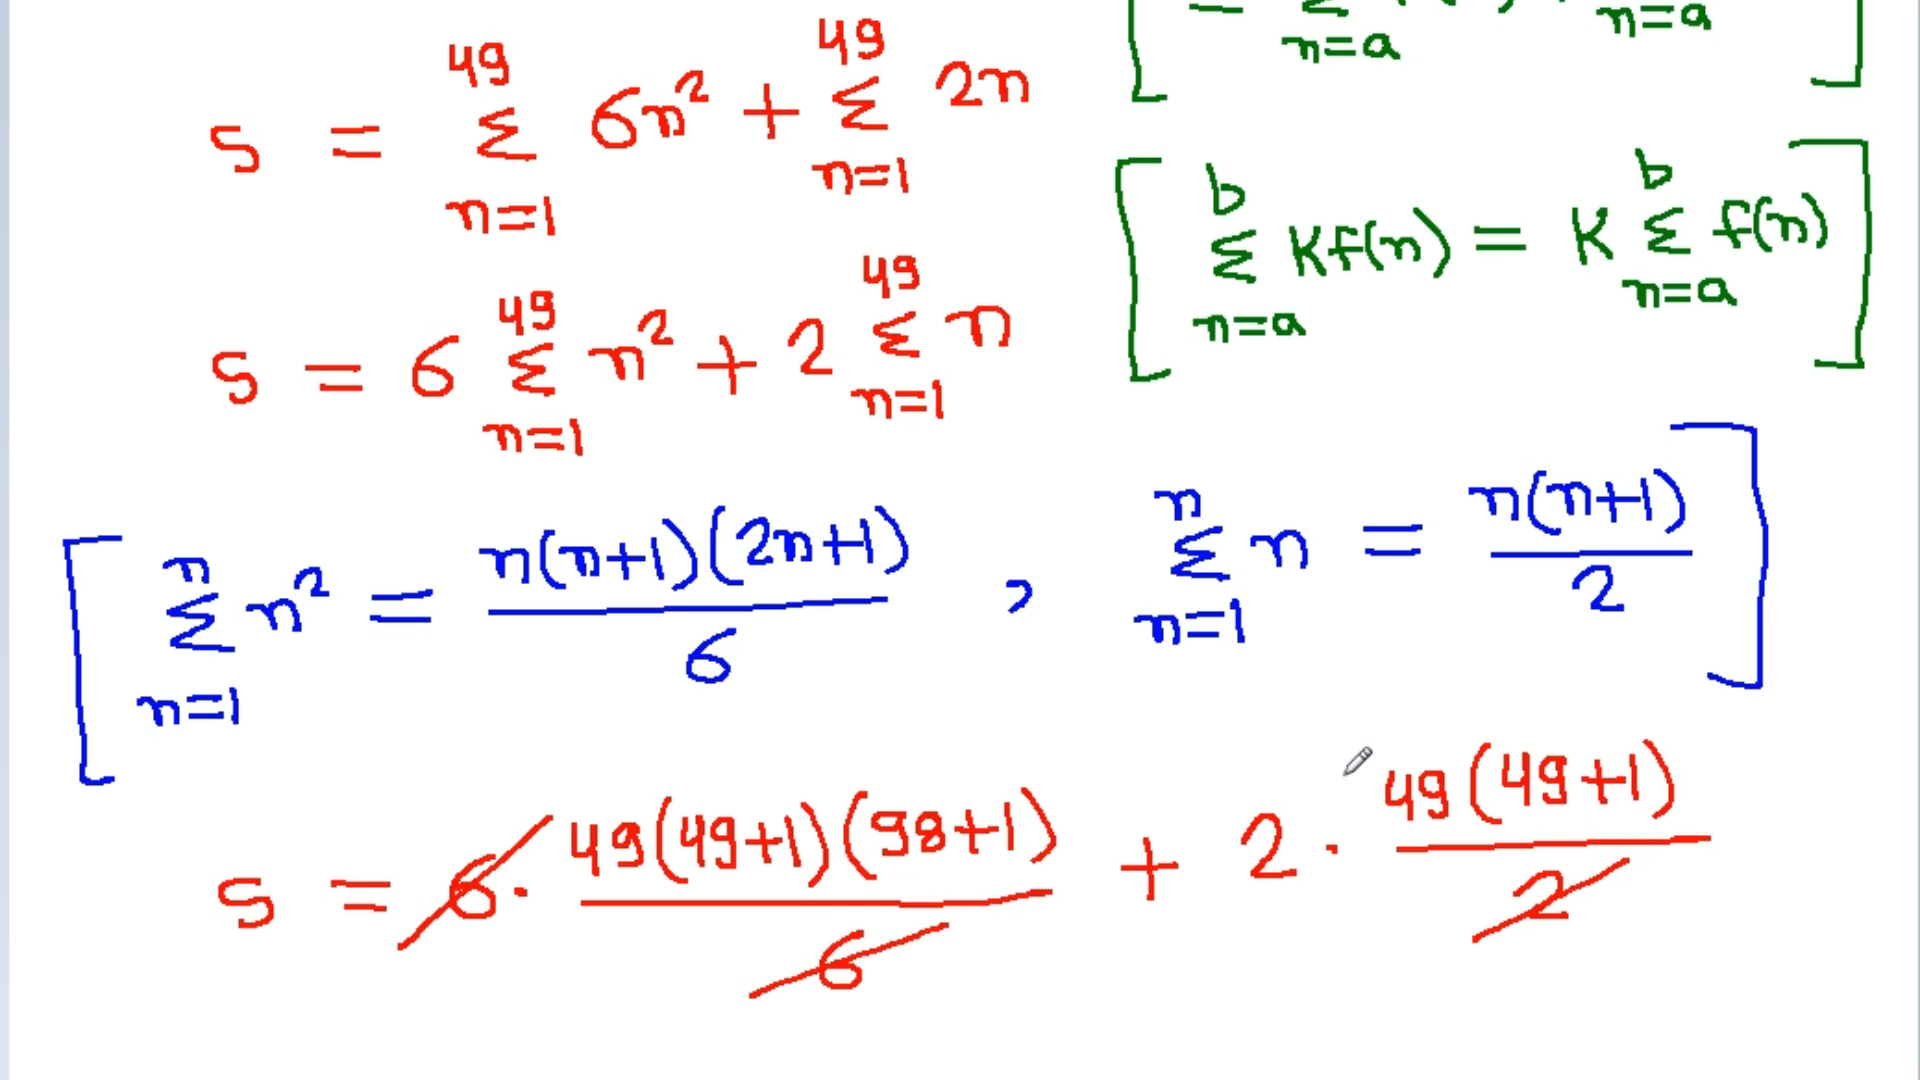 = Σ n=a n=a
S = Σ_{n=1}^{49} 6n² + Σ_{n=1}^{49} 2n
[ Σ_{n=a}^{b} Kf(n) = K Σ_{n=a}^{b} f(n) ]
S = 6 Σ_{n=1}^{49} n² + 2 Σ_{n=1}^{49} n
[ Σ_{n=1}^{n} n² = n(n+1)(2n+1)/6 , Σ_{n=1}^{n} n = n(n+1)/2 ]
S = 6 · 49(49+1)(98+1)/6 + 2 · 49(49+1)/2